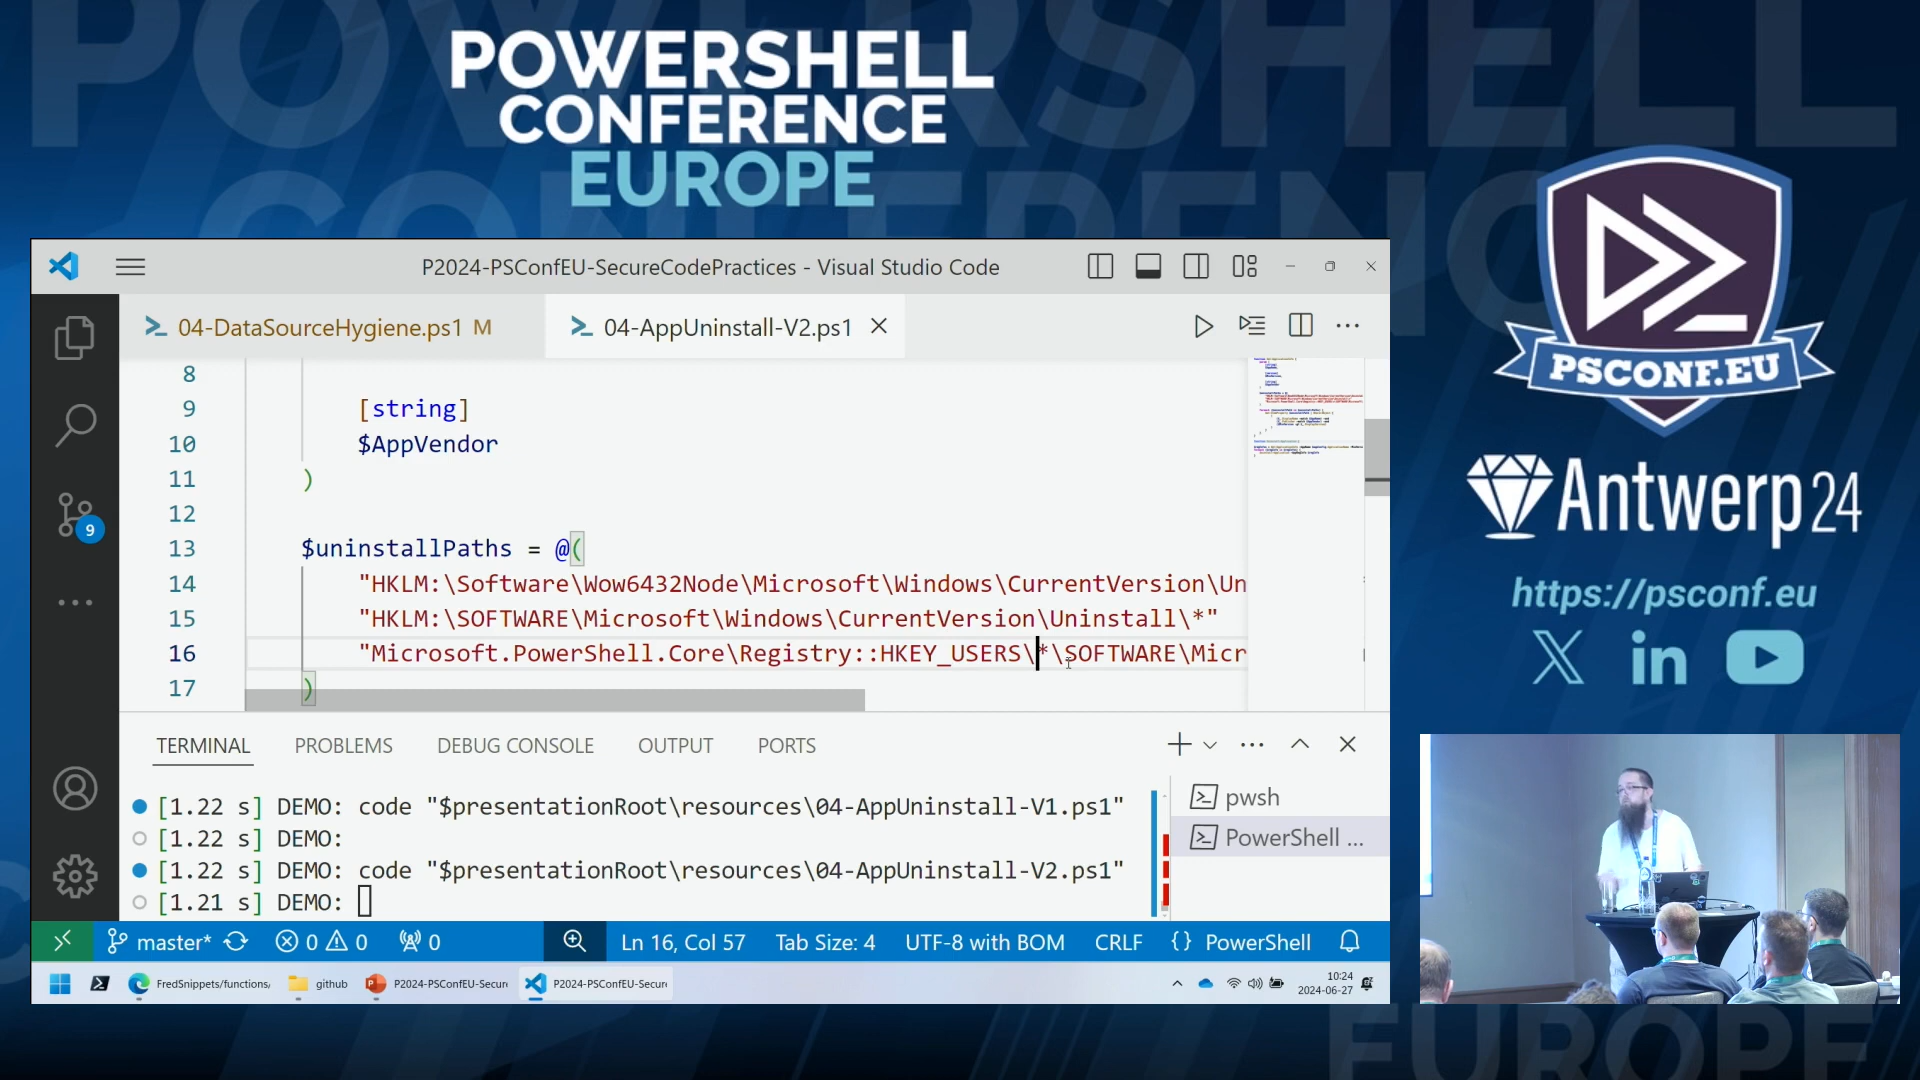 POWERSHELL
CONFERENCE
EUROPE
P2024-PSConfEU-SecureCodePractices - Visual Studio Code
04-DataSourceHygiene.ps1 M
04-AppUninstall-V2.ps1
8
9 [string]
10 $AppVendor
11 )
12
13 $uninstallPaths = @(
14 "HKLM:\Software\Wow6432Node\Microsoft\Windows\CurrentVersion\Un
15 "HKLM:\SOFTWARE\Microsoft\Windows\CurrentVersion\Uninstall\*"
16 "Microsoft.PowerShell.Core\Registry::HKEY_USERS\*\SOFTWARE\Micr
17 )
9
TERMINAL PROBLEMS DEBUG CONSOLE OUTPUT PORTS
[1.22 s] DEMO: code "$presentationRoot\resources\04-AppUninstall-V1.ps1"
[1.22 s] DEMO:
[1.22 s] DEMO: code "$presentationRoot\resources\04-AppUninstall-V2.ps1"
[1.21 s] DEMO:
pwsh
PowerShell ...
master* 0 0 0 Ln 16, Col 57 Tab Size: 4 UTF-8 with BOM CRLF {} PowerShell
FredSnippets/functions/ github P2024-PSConfEU-Secur P2024-PSConfEU-Secur
10:24
2024-06-27
PSCONF.EU
Antwerp 24
https://psconf.eu
X in
POWERSHELL
CONFERENCE
EUROPE